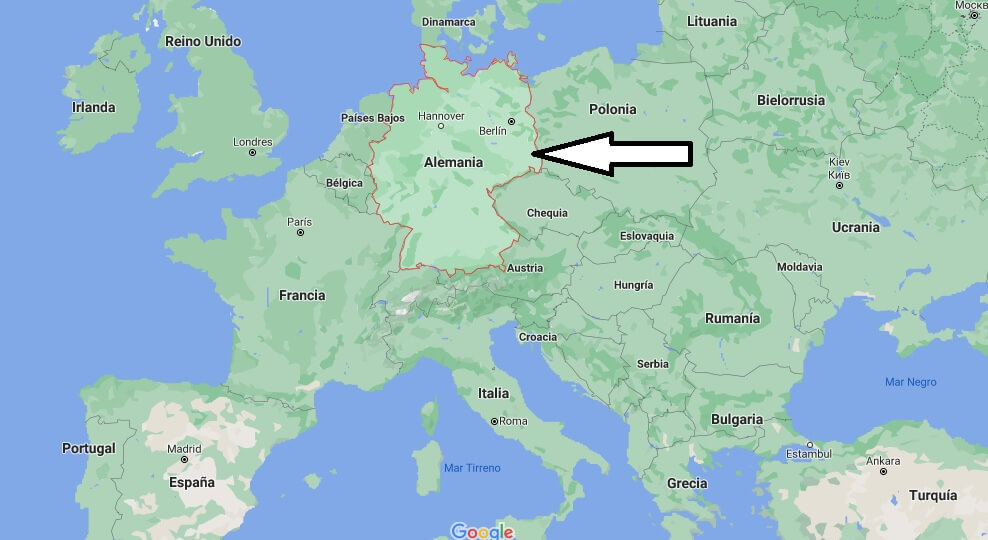 Москв
Dinamarca
Lituania
Reino Unido
Irlanda
Países Bajos
Hannover
Berlín
Polonia
Bielorrusia
Londres
Alemania
Kiev
Київ
Bélgica
París
Chequia
Eslovaquia
Ucrania
Austria
Moldavia
Francia
Hungría
Rumanía
Croacia
Serbia
Mar Negro
Italia
Roma
Bulgaria
Portugal
Madrid
España
Mar Tirreno
Estambul
Ankara
Grecia
Turquía
Google